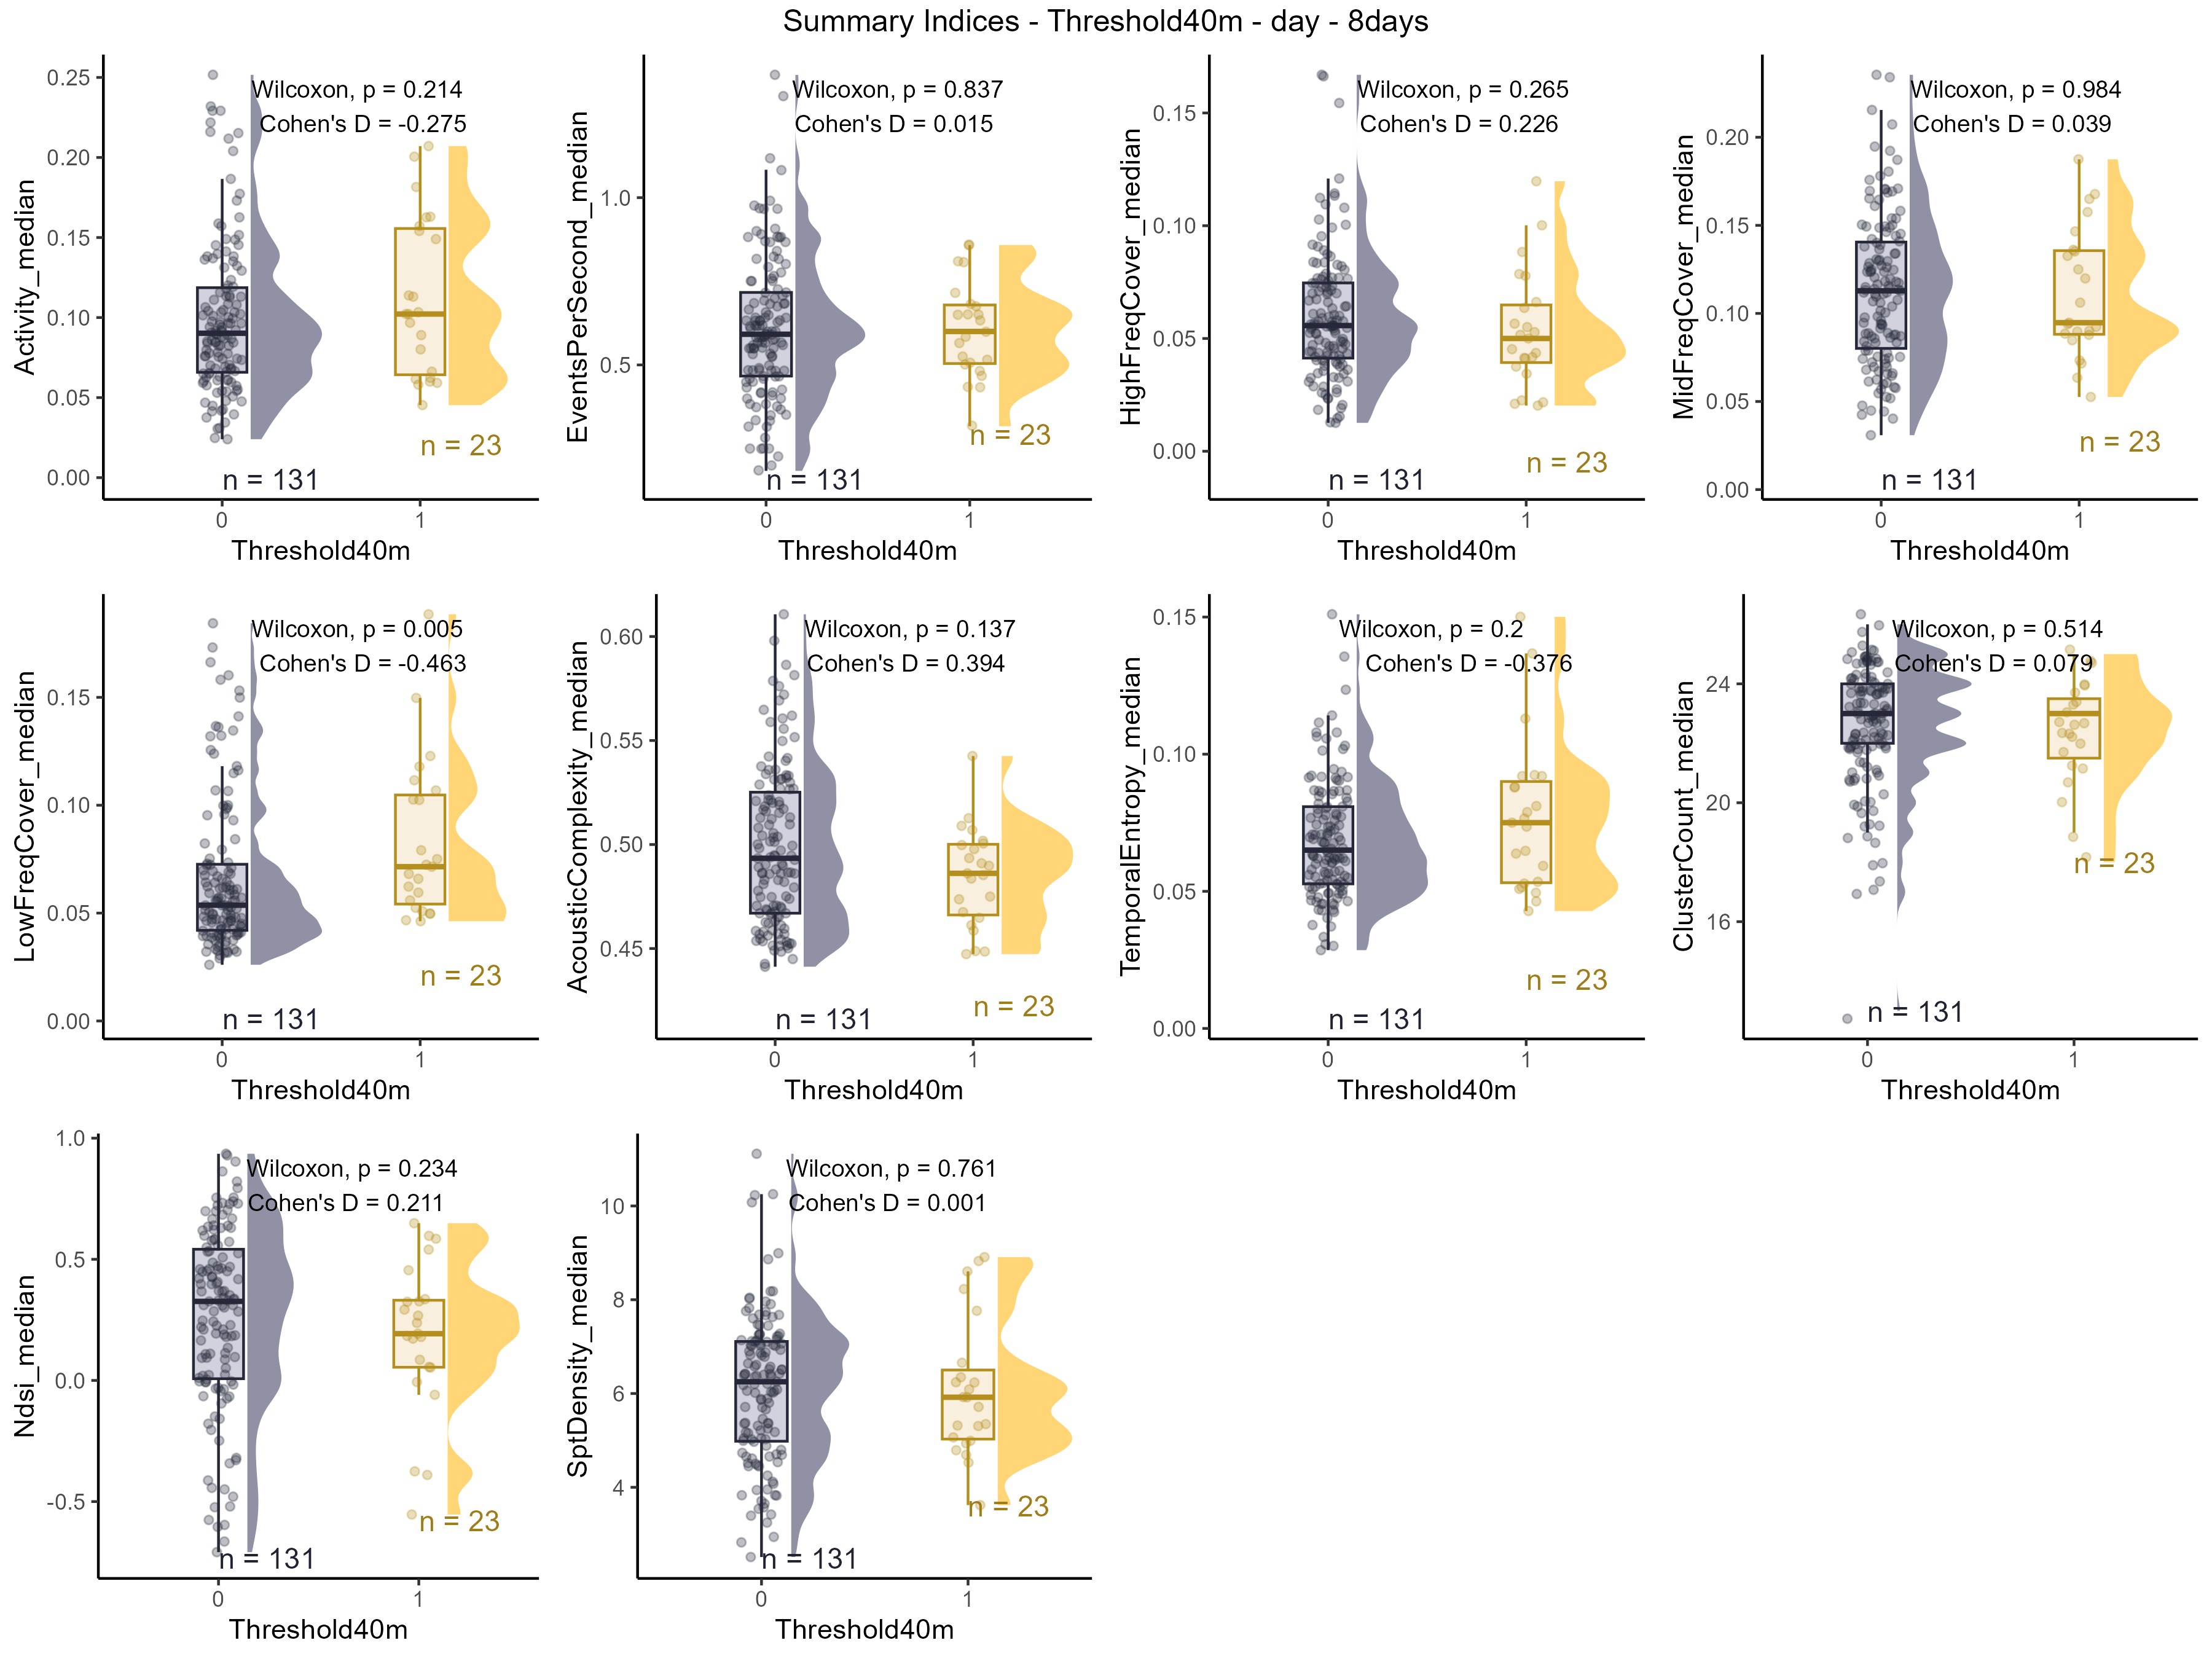 Summary Indices - Threshold40m - day - 8days
Activity_median
0.25
0.20
0.15
0.10
0.05
0.00
Wilcoxon, p = 0.214
Cohen's D = -0.275
n = 131
n = 23
0
1
Threshold40m
EventsPerSecond_median
1.0
0.5
Wilcoxon, p = 0.837
Cohen's D = 0.015
n = 131
n = 23
0
1
Threshold40m
HighFreqCover_median
0.15
0.10
0.05
0.00
Wilcoxon, p = 0.265
Cohen's D = 0.226
n = 131
n = 23
0
1
Threshold40m
MidFreqCover_median
0.20
0.15
0.10
0.05
0.00
Wilcoxon, p = 0.984
Cohen's D = 0.039
n = 131
n = 23
0
1
Threshold40m
LowFreqCover_median
0.15
0.10
0.05
0.00
Wilcoxon, p = 0.005
Cohen's D = -0.463
n = 131
n = 23
0
1
Threshold40m
AcousticComplexity_median
0.60
0.55
0.50
0.45
Wilcoxon, p = 0.137
Cohen's D = 0.394
n = 131
n = 23
0
1
Threshold40m
TemporalEntropy_median
0.15
0.10
0.05
0.00
Wilcoxon, p = 0.2
Cohen's D = -0.376
n = 131
n = 23
0
1
Threshold40m
ClusterCount_median
24
20
16
Wilcoxon, p = 0.514
Cohen's D = 0.079
n = 131
n = 23
0
1
Threshold40m
Ndsi_median
1.0
0.5
0.0
-0.5
Wilcoxon, p = 0.234
Cohen's D = 0.211
n = 131
n = 23
0
1
Threshold40m
SptDensity_median
10
8
6
4
Wilcoxon, p = 0.761
Cohen's D = 0.001
n = 131
n = 23
0
1
Threshold40m